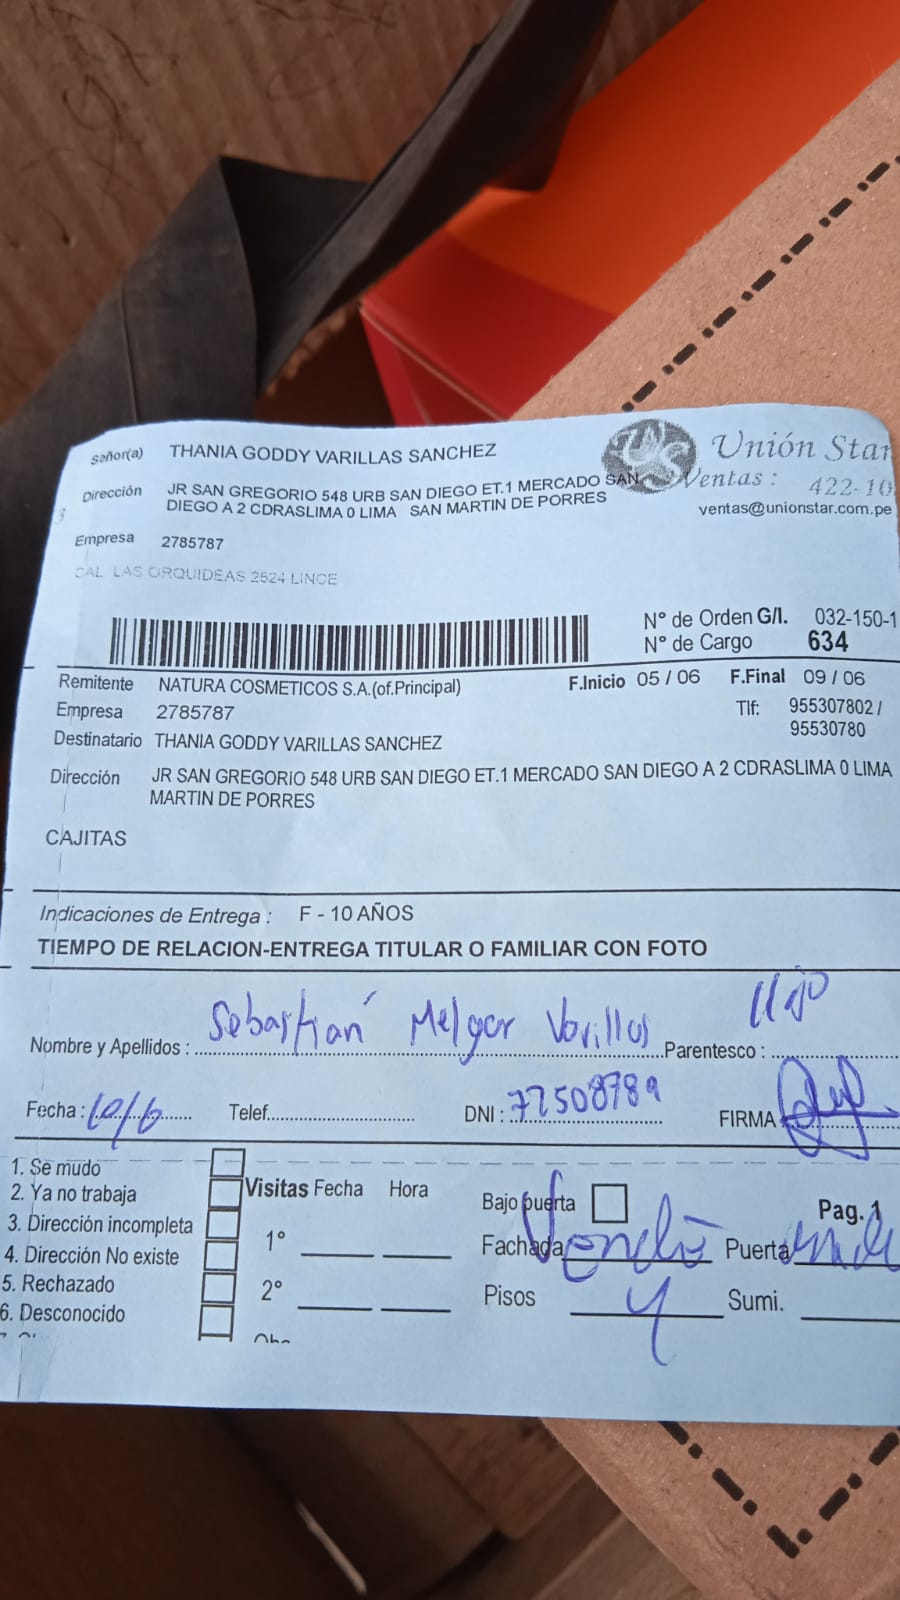 Señor(a) THANIA GODDY VARILLAS SANCHEZ
Unión Star
Dirección JR SAN GREGORIO 548 URB SAN DIEGO ET.1 MERCADO SAN
DIEGO A 2 CDRASLIMA 0 LIMA SAN MARTIN DE PORRES
Ventas : 422-10
ventas@unionstar.com.pe
Empresa 2785787
CAL LAS ORQUIDEAS 2624 LINCE
N° de Orden G/I. 032-150-1
N° de Cargo 634
Remitente NATURA COSMETICOS S.A.(of.Principal) F.Inicio 05 / 06 F.Final 09 / 06
Empresa 2785787 Tlf: 955307802 /
95530780
Destinatario THANIA GODDY VARILLAS SANCHEZ
Dirección JR SAN GREGORIO 548 URB SAN DIEGO ET.1 MERCADO SAN DIEGO A 2 CDRASLIMA 0 LIMA
MARTIN DE PORRES
CAJITAS
Indicaciones de Entrega : F - 10 AÑOS
TIEMPO DE RELACION-ENTREGA TITULAR O FAMILIAR CON FOTO
Nombre y Apellidos : Sebastián Melgar Varillas Parentesco : Hijo
Fecha : 10/6 Telef. DNI : 77508789 FIRMA
1. Se mudo
2. Ya no trabaja
3. Dirección incompleta
4. Dirección No existe
5. Rechazado
6. Desconocido
Visitas Fecha Hora
1°
2°
Bajo puerta Pag. 1
Fachada Puerta
Pisos 4 Sumi.